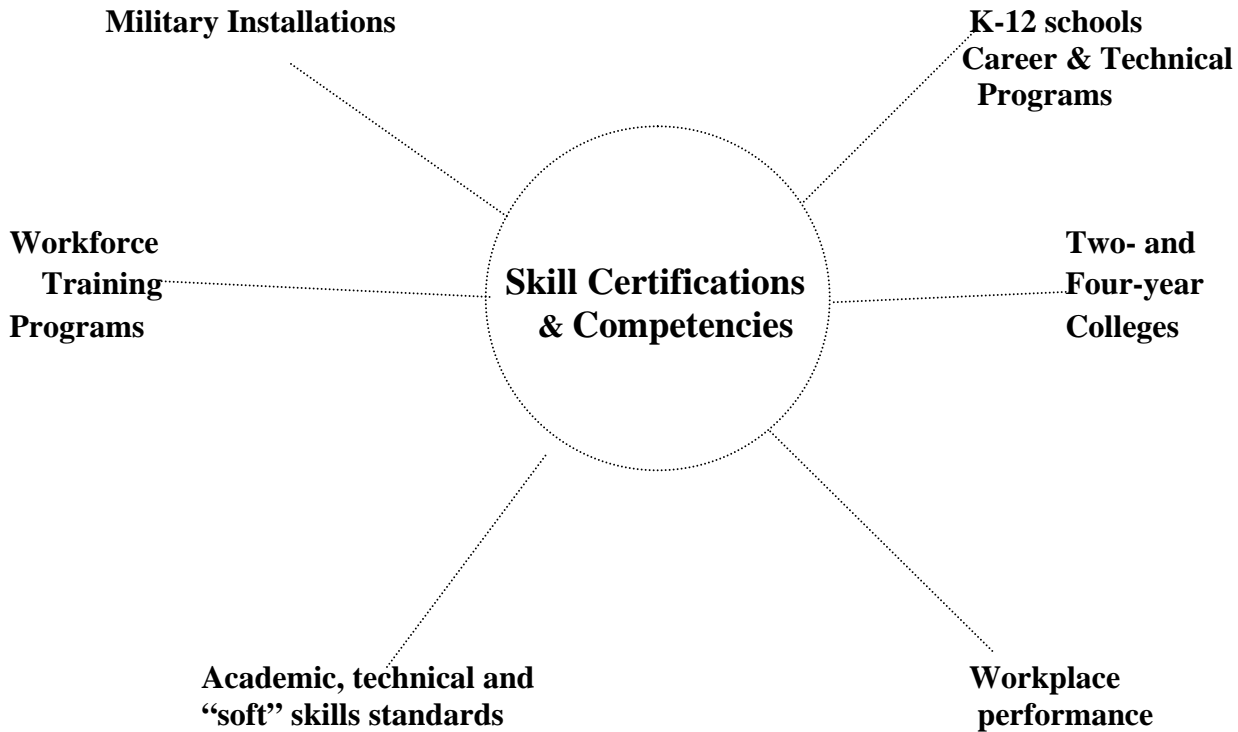 Military Installations
K-12 schools
Career & Technical
Programs
Workforce
Training
Programs
Skill Certifications
& Competencies
Two- and
Four-year
Colleges
Academic, technical and
“soft” skills standards
Workplace
performance